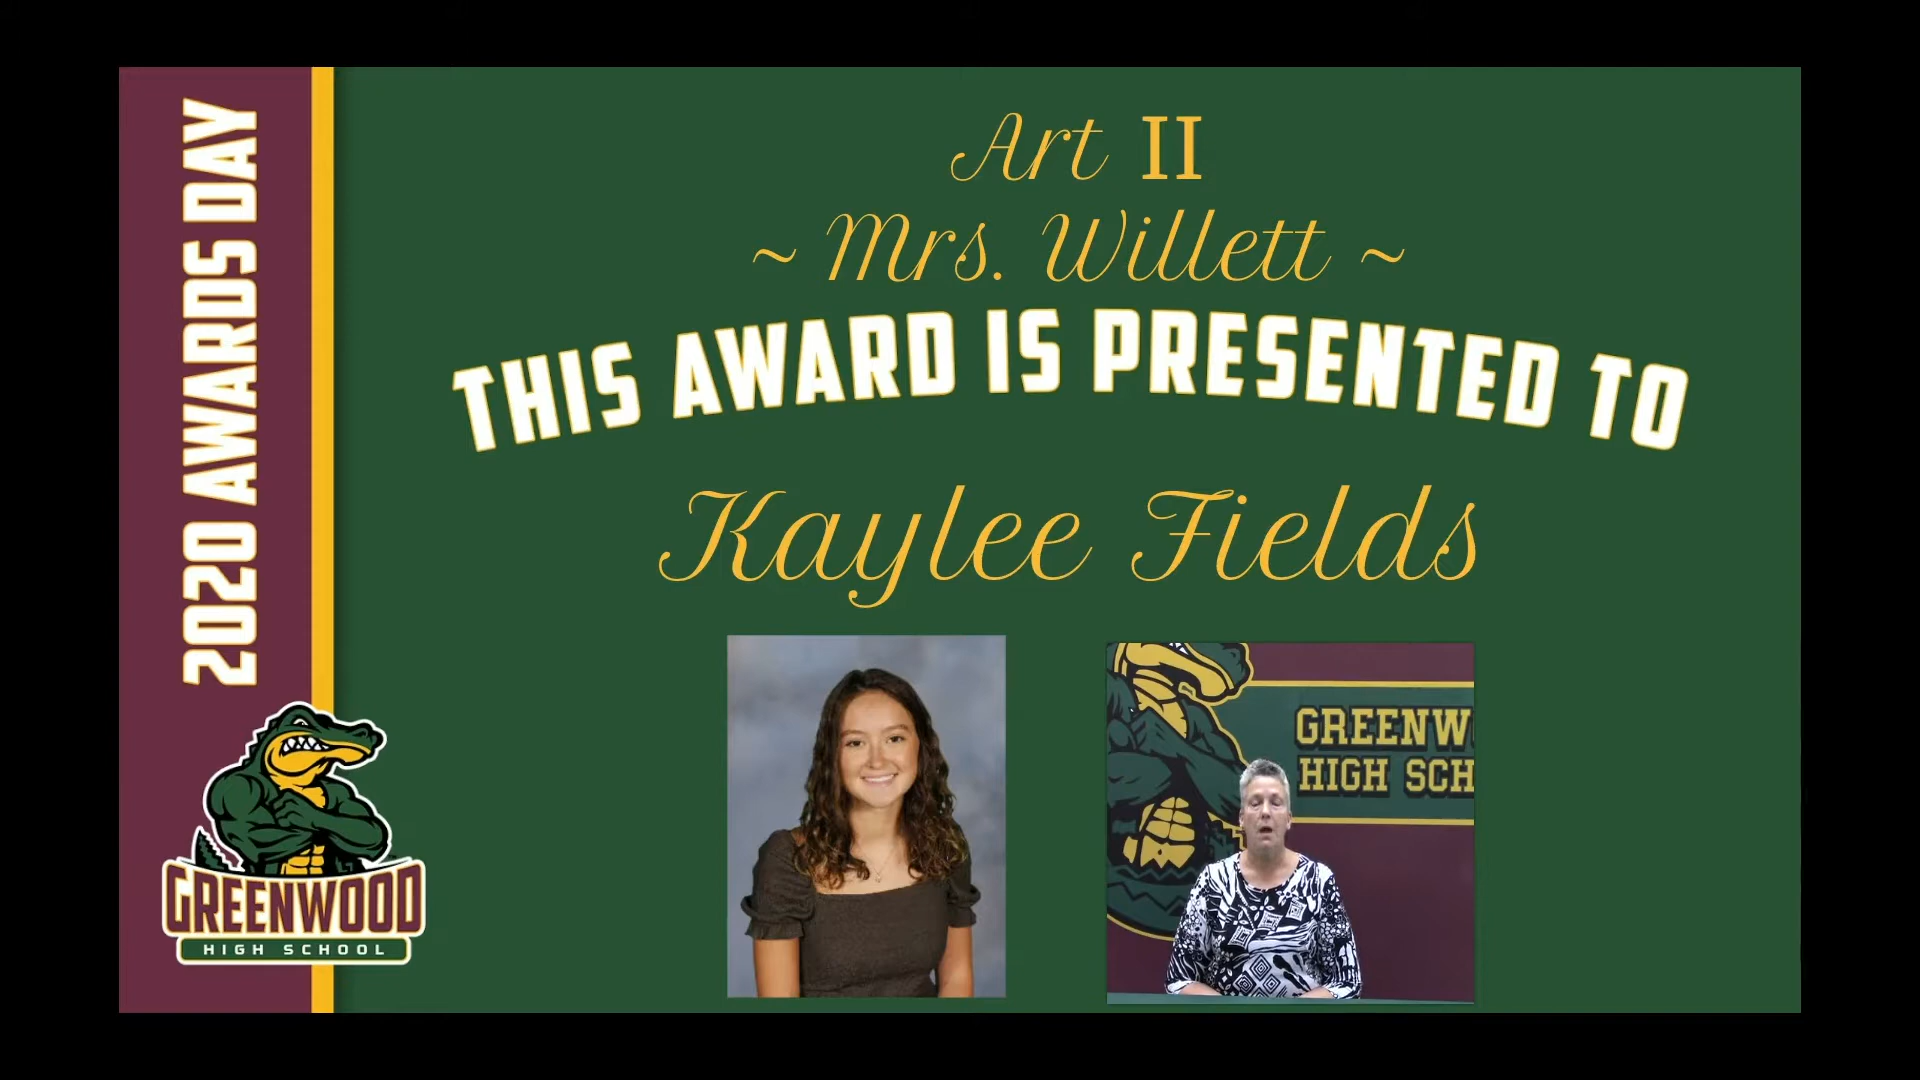 2020 AWARDS DAY
Art II
~ Mrs. Willett ~
THIS AWARD IS PRESENTED TO
Kaylee Fields
GREENWOOD
HIGH SCHOOL
GREENW
HIGH SCH